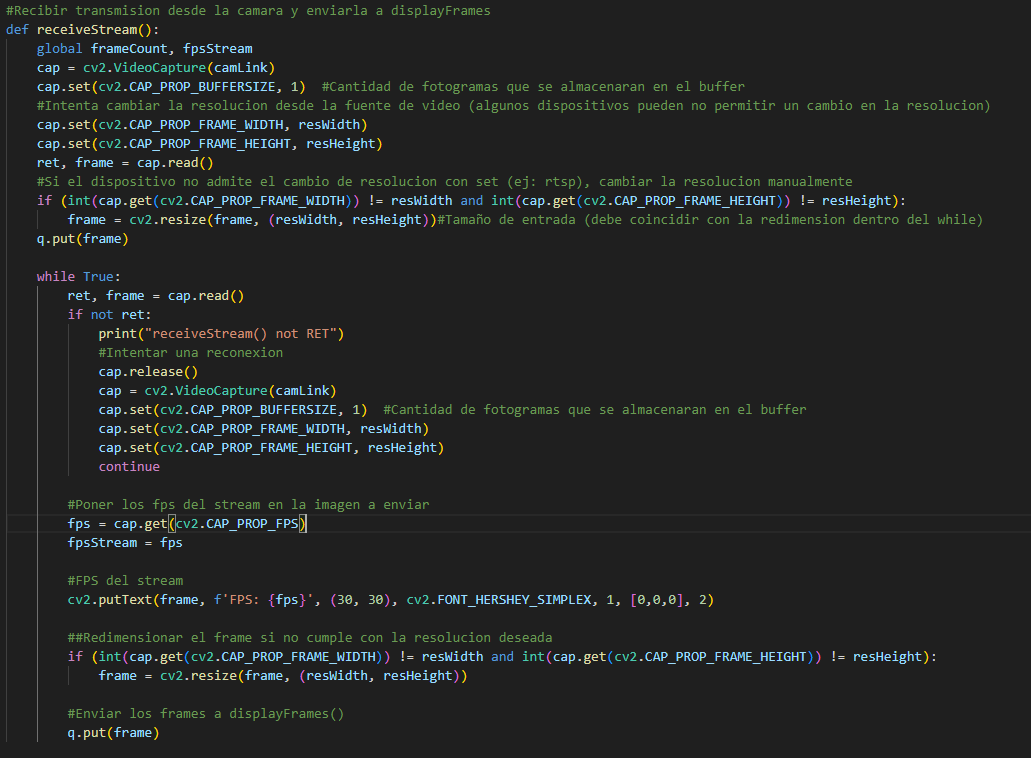 #Recibir transmision desde la camara y enviarla a displayFrames
def receiveStream():
    global frameCount, fpsStream
    cap = cv2.VideoCapture(camLink)
    cap.set(cv2.CAP_PROP_BUFFERSIZE, 1)  #Cantidad de fotogramas que se almacenaran en el buffer
    #Intenta cambiar la resolucion desde la fuente de video (algunos dispositivos pueden no permitir un cambio en la resolucion)
    cap.set(cv2.CAP_PROP_FRAME_WIDTH, resWidth)
    cap.set(cv2.CAP_PROP_FRAME_HEIGHT, resHeight)
    ret, frame = cap.read()
    #Si el dispositivo no admite el cambio de resolucion con set (ej: rtsp), cambiar la resolucion manualmente
    if (int(cap.get(cv2.CAP_PROP_FRAME_WIDTH)) != resWidth and int(cap.get(cv2.CAP_PROP_FRAME_HEIGHT)) != resHeight):
        frame = cv2.resize(frame, (resWidth, resHeight))#Tamaño de entrada (debe coincidir con la redimension dentro del while)
    q.put(frame)

    while True:
        ret, frame = cap.read()
        if not ret:
            print("receiveStream() not RET")
            #Intentar una reconexion
            cap.release()
            cap = cv2.VideoCapture(camLink)
            cap.set(cv2.CAP_PROP_BUFFERSIZE, 1)  #Cantidad de fotogramas que se almacenaran en el buffer
            cap.set(cv2.CAP_PROP_FRAME_WIDTH, resWidth)
            cap.set(cv2.CAP_PROP_FRAME_HEIGHT, resHeight)
            continue

        #Poner los fps del stream en la imagen a enviar
        fps = cap.get(cv2.CAP_PROP_FPS)
        fpsStream = fps

        #FPS del stream
        cv2.putText(frame, f'FPS: {fps}', (30, 30), cv2.FONT_HERSHEY_SIMPLEX, 1, [0,0,0], 2)

        ##Redimensionar el frame si no cumple con la resolucion deseada
        if (int(cap.get(cv2.CAP_PROP_FRAME_WIDTH)) != resWidth and int(cap.get(cv2.CAP_PROP_FRAME_HEIGHT)) != resHeight):
            frame = cv2.resize(frame, (resWidth, resHeight))

        #Enviar los frames a displayFrames()
        q.put(frame)